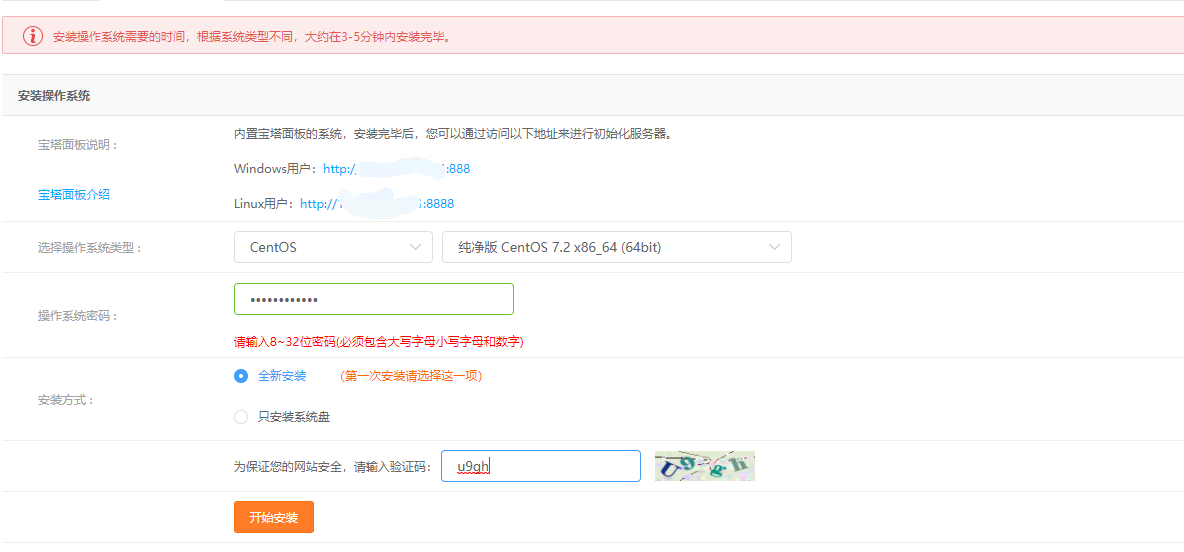 安装操作系统需要的时间，根据系统类型不同，大约在3-5分钟内安装完毕。
安装操作系统
宝塔面板说明：
内置宝塔面板的系统，安装完毕后，您可以通过访问以下地址来进行初始化服务器。
Windows用户： http:/ :888
宝塔面板介绍
Linux用户： http:// :8888
选择操作系统类型： CentOS 纯净版 CentOS 7.2 x86_64 (64bit)
操作系统密码： ••••••••••••
请输入8~32位密码(必须包含大写字母小写字母和数字)
安装方式：
全新安装 （第一次安装请选择这一项）
只安装系统盘
为保证您的网站安全，请输入验证码： u9gh U9gh
开始安装